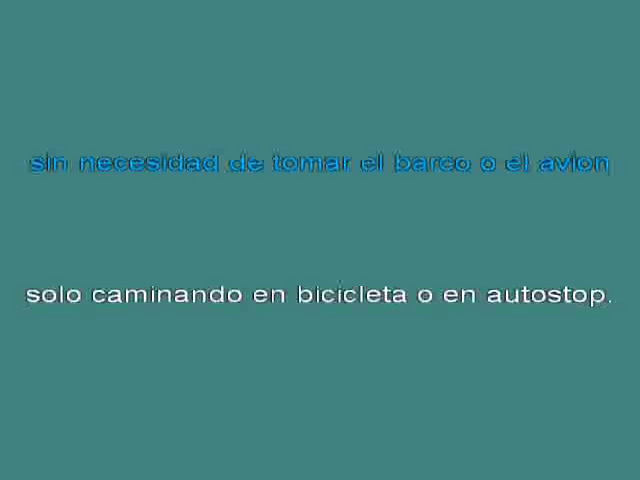 sin necesidad de tomar el barco o el avion
solo caminando en bicicleta o en autostop.